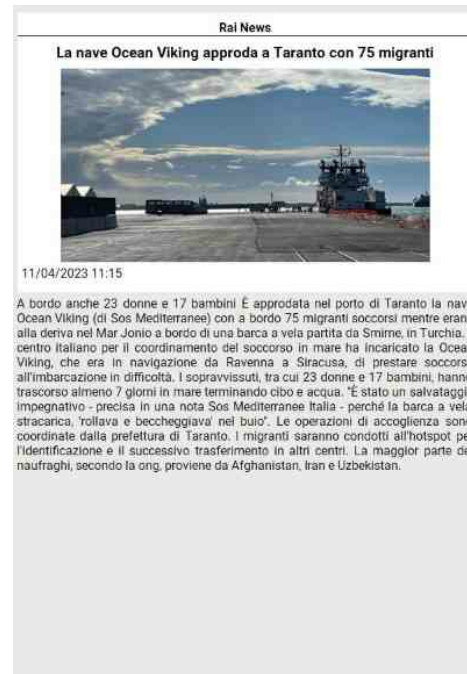 Rai News
La nave Ocean Viking approda a Taranto con 75 migranti
11/04/2023 11:15
A bordo anche 23 donne e 17 bambini È approdata nel porto di Taranto la nav
Ocean Viking (di Sos Mediterranee) con a bordo 75 migranti soccorsi mentre eran
alla deriva nel Mar Jonio a bordo di una barca a vela partita da Smirne, in Turchia.
centro italiano per il coordinamento del soccorso in mare ha incaricato la Ocea
Viking, che era in navigazione da Ravenna a Siracusa, di prestare soccors
all'imbarcazione in difficoltà. I sopravvissuti, tra cui 23 donne e 17 bambini, hann
trascorso almeno 7 giorni in mare terminando cibo e acqua. "È stato un salvataggi
impegnativo - precisa in una nota Sos Mediterranee Italia - perché la barca a vela
stracarica, 'rollava e beccheggiava' nel buio". Le operazioni di accoglienza son
coordinate dalla prefettura di Taranto. I migranti saranno condotti all'hotspot pe
l'identificazione e il successivo trasferimento in altri centri. La maggior parte de
naufraghi, secondo la ong, proviene da Afghanistan, Iran e Uzbekistan.